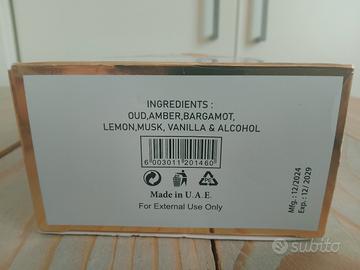 INGREDIENTS :
OUD,AMBER,BARGAMOT,
LEMON,MUSK, VANILLA & ALCOHOL
6 003011 201460
PE
Made in U.A.E.
For External Use Only
Mfg.: 12/2024
Exp.: 12/ 2029
subito